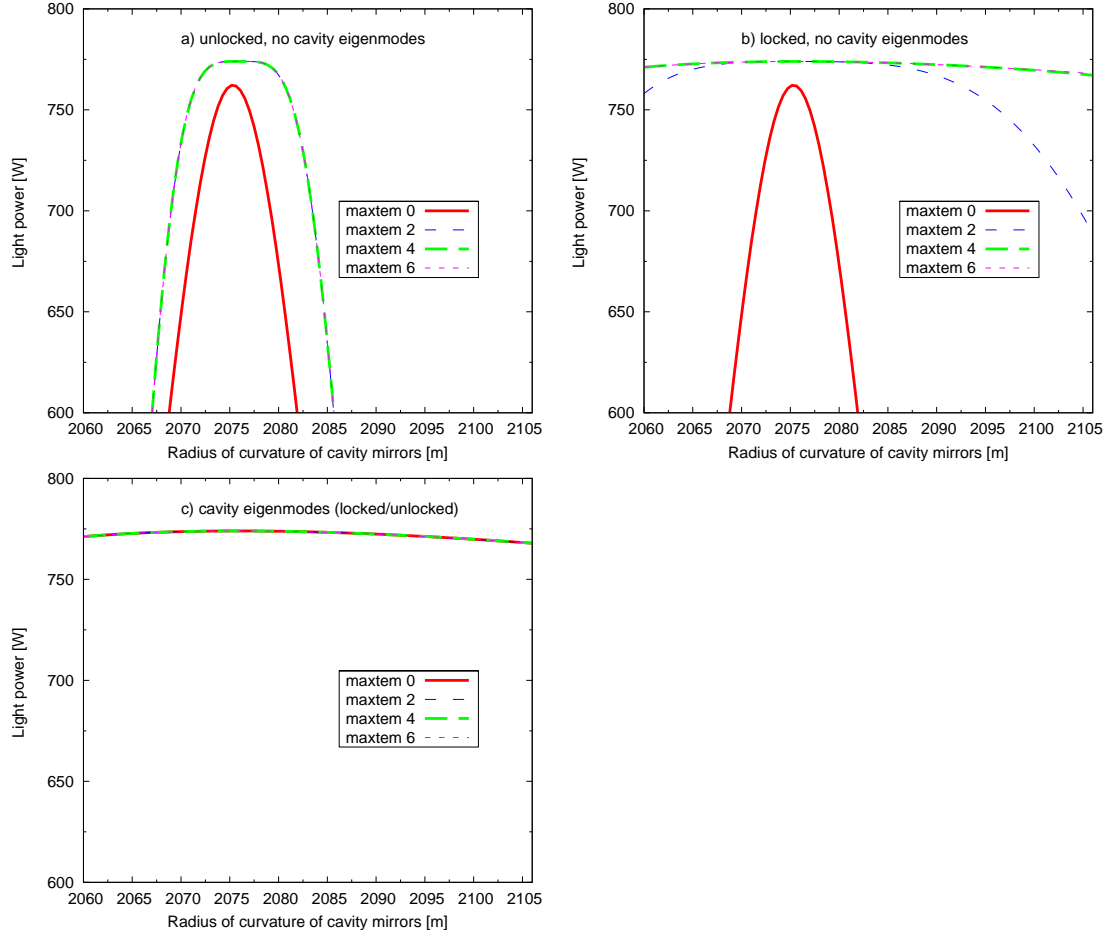 a) unlocked, no cavity eigenmodes
800
750
700
650
600
Light power [W]
maxtem 0
maxtem 2
maxtem 4
maxtem 6
2060 2065 2070 2075 2080 2085 2090 2095 2100 2105
Radius of curvature of cavity mirrors [m]
b) locked, no cavity eigenmodes
800
750
700
650
600
Light power [W]
maxtem 0
maxtem 2
maxtem 4
maxtem 6
2060 2065 2070 2075 2080 2085 2090 2095 2100 2105
Radius of curvature of cavity mirrors [m]
c) cavity eigenmodes (locked/unlocked)
800
750
700
650
600
Light power [W]
maxtem 0
maxtem 2
maxtem 4
maxtem 6
2060 2065 2070 2075 2080 2085 2090 2095 2100 2105
Radius of curvature of cavity mirrors [m]